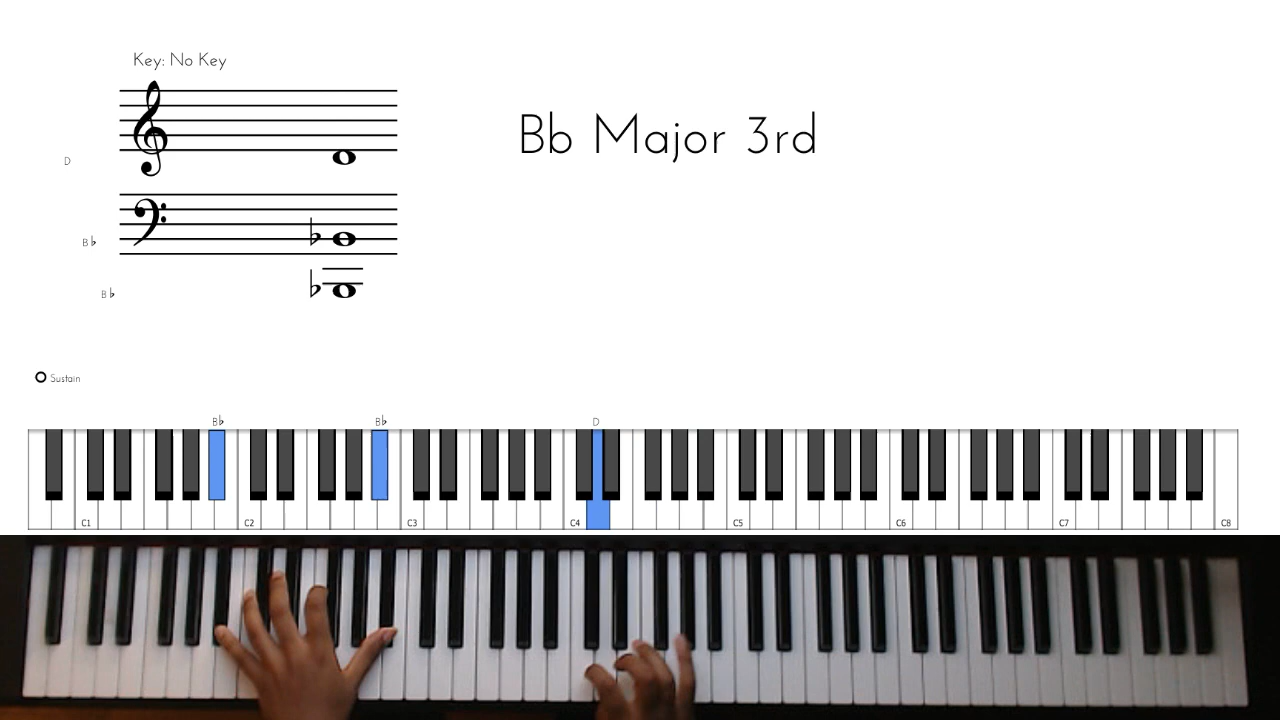 Key: No Key
Bb Major 3rd
D
B♭
B♭
Sustain
B♭ B♭ D
C1 C2 C3 C4 C5 C6 C7 C8